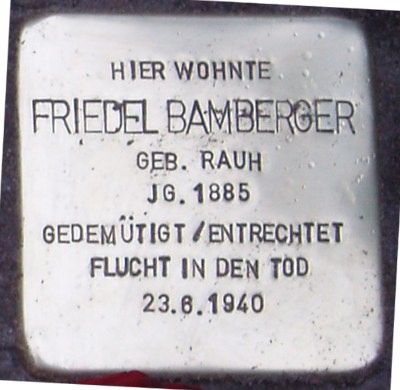 HIER WOHNTE
FRIEDEL BAMBERGER
GEB. RAUH
JG. 1885
GEDEMÜTIGT / ENTRECHTET
FLUCHT IN DEN TOD
23.6.1940